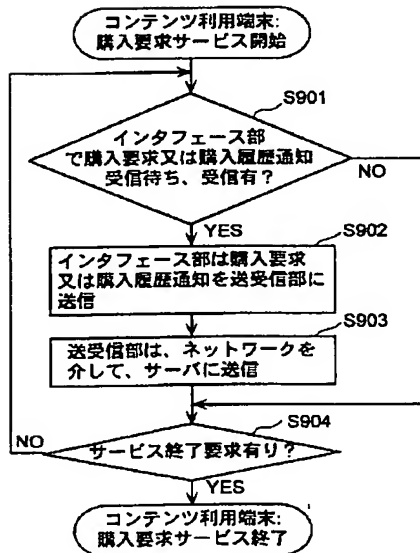 コンテンツ利用端末:
購入要求サービス開始
S901
インタフェース部
で購入要求又は購入履歴通知
受信待ち、受信有?
NO
YES
S902
インタフェース部は購入要求
又は購入履歴通知を送受信部に
送信
S903
送受信部は、ネットワークを
介して、サーバに送信
S904
NO
サービス終了要求有り?
YES
コンテンツ利用端末:
購入要求サービス終了